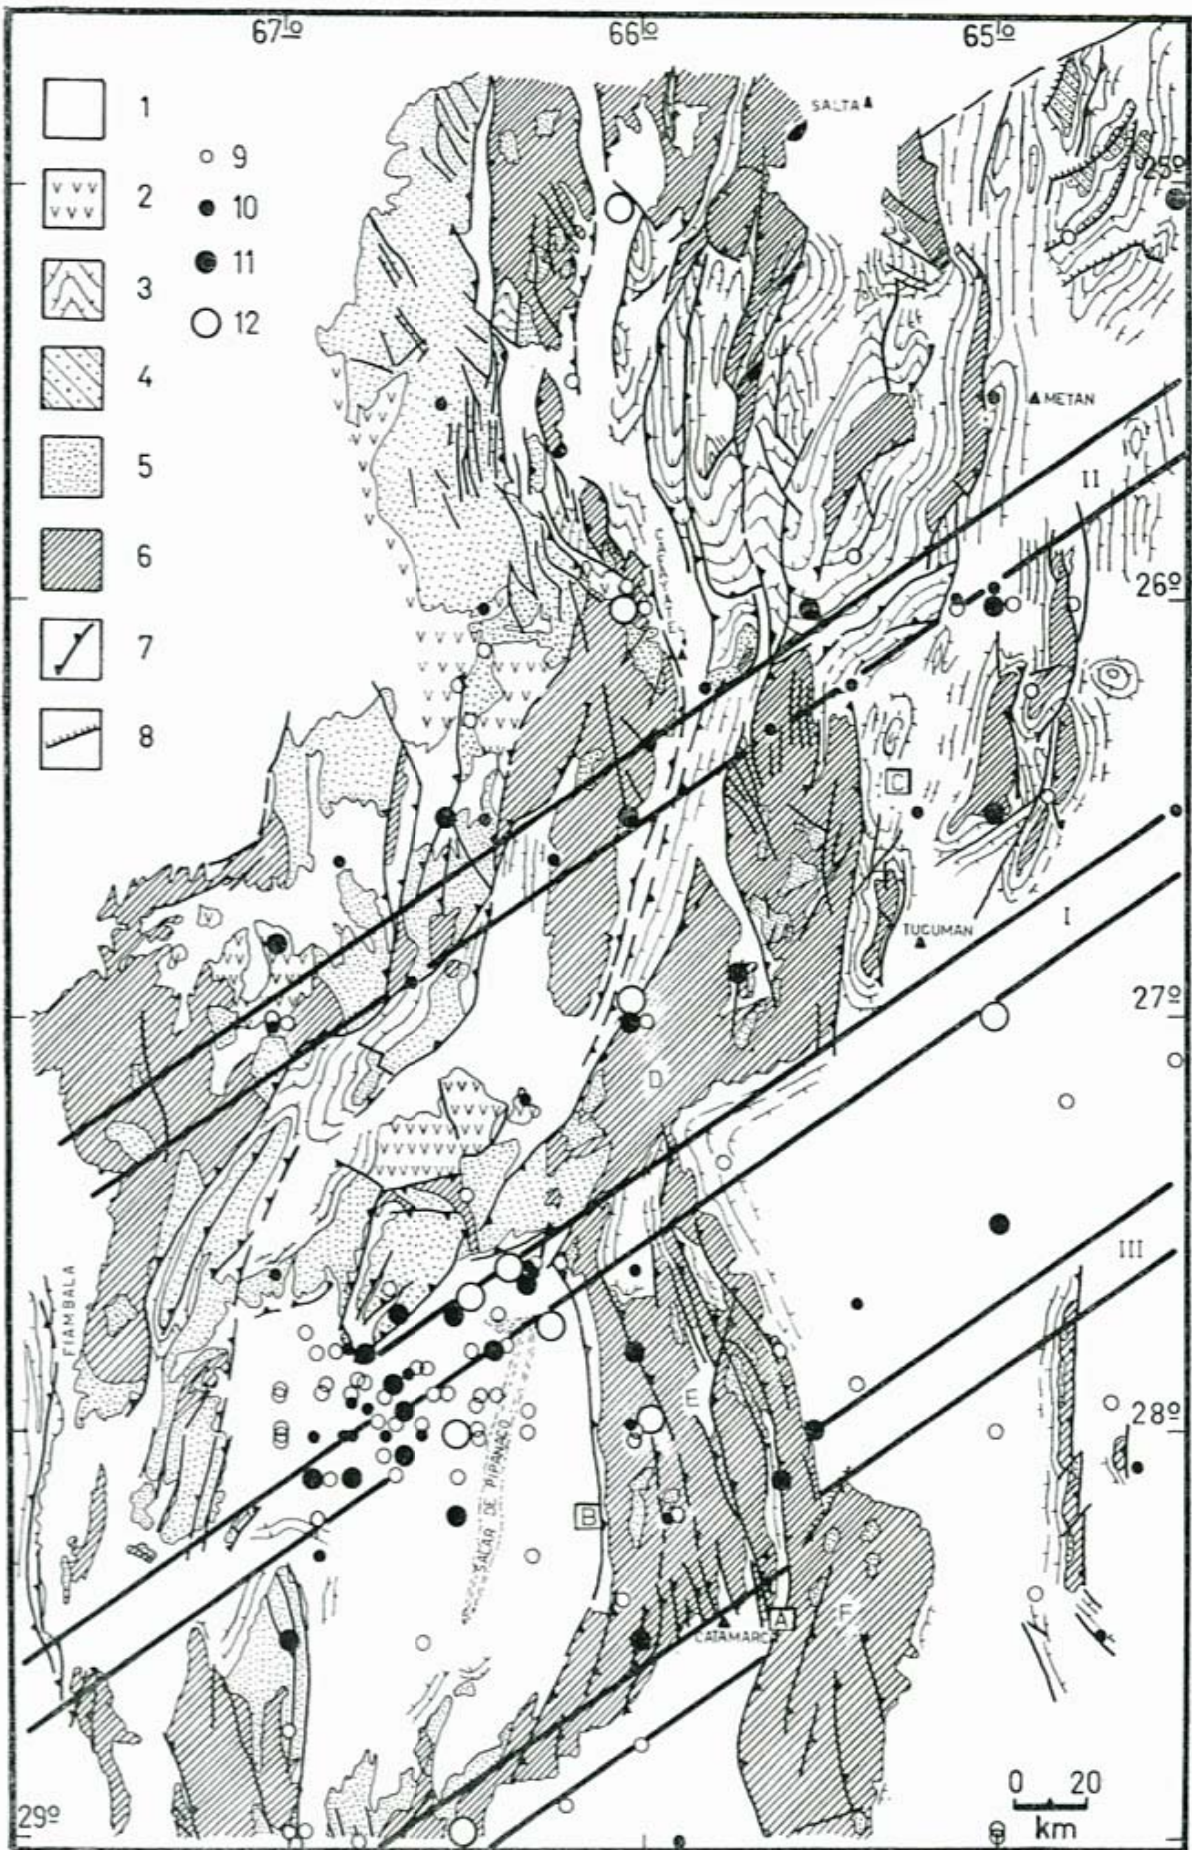 67º 66º 65º
1
2
3
4
5
6
7
8
9
10
11
12
SALTA
25º
METAN
II
26º
C
TUCUMAN
I
27º
D
III
FIAMBALA
E
28º
SALAR DE PIPANACO
B
A
F
CATAMARCA
0 20
km
29º